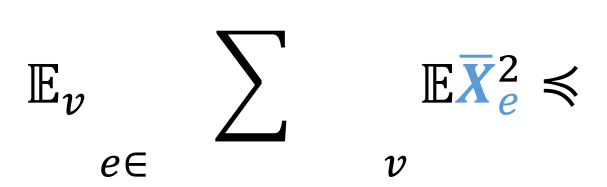 𝔼ᵥ ∑ 𝔼X̅ₑ² ≼
e∈ v